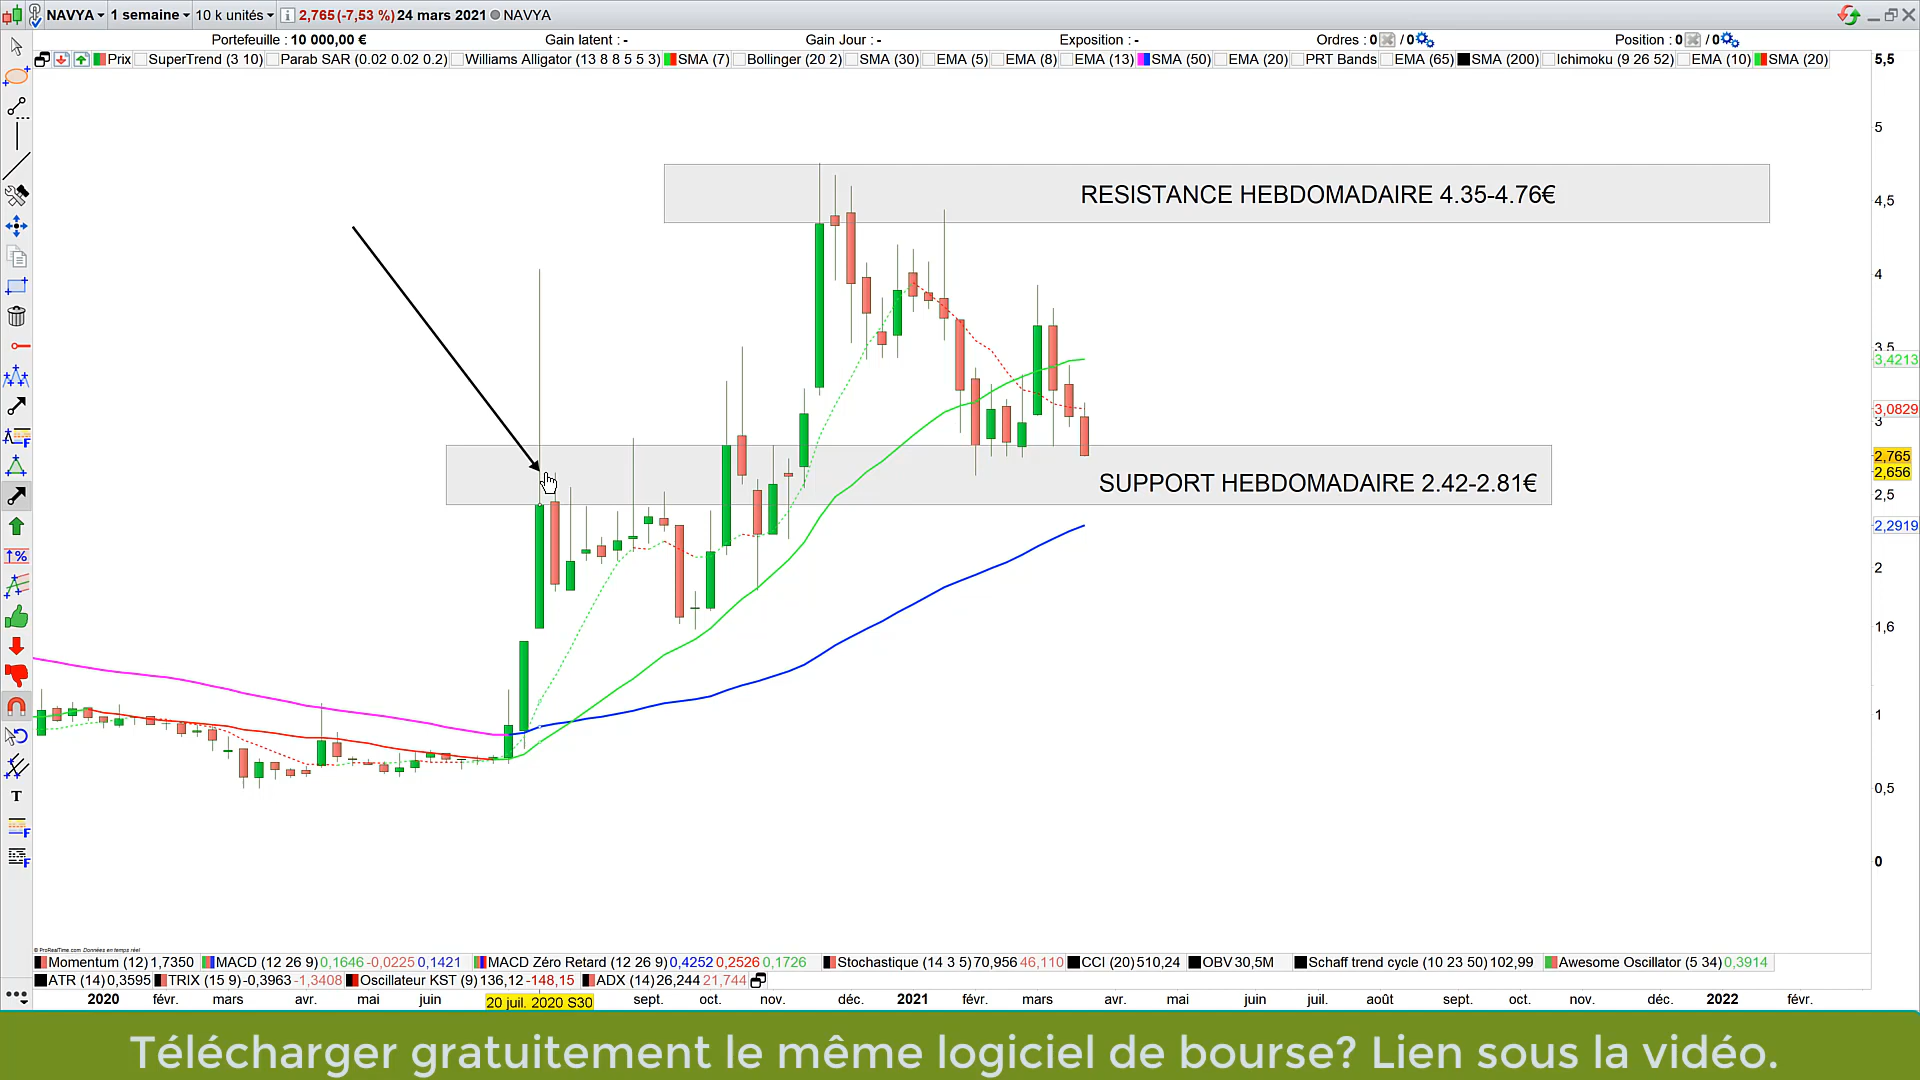 NAVYA 1 semaine 10 k unités 2,765 (-7,53 %) 24 mars 2021 NAVYA
Portefeuille : 10 000,00 € Gain latent : - Gain Jour : - Exposition : - Ordres : 0 / 0 Position : 0 / 0
Prix SuperTrend (3 10) Parab SAR (0.02 0.02 0.2) Williams Alligator (13 8 8 5 5 3) SMA (7) Bollinger (20 2) SMA (30) EMA (5) EMA (8) EMA (13) SMA (50) EMA (20) PRT Bands EMA (65) SMA (200) Ichimoku (9 26 52) EMA (10) SMA (20)
5,5
5
RESISTANCE HEBDOMADAIRE 4.35-4.76€
4,5
4
3,5
3,4213
3,0829
3
2,765
2,656
SUPPORT HEBDOMADAIRE 2.42-2.81€
2,5
2,2919
2
1,6
1
0,5
0
© ProRealTime.com Données en temps réel
Momentum (12) 1,7350 MACD (12 26 9) 0,1646 -0,0225 0,1421 MACD Zéro Retard (12 26 9) 0,4252 0,2526 0,1726 Stochastique (14 3 5) 70,956 46,110 CCI (20) 510,24 OBV 30,5M Schaff trend cycle (10 23 50) 102,99 Awesome Oscillator (5 34) 0,3914
ATR (14) 0,3595 TRIX (15 9) -0,3963 -1,3408 Oscillateur KST (9) 136,12 -148,15 ADX (14) 26,244 21,744
2020 févr. mars avr. mai juin 20 juil. 2020 S30 sept. oct. nov. déc. 2021 févr. mars avr. mai juin juil. août sept. oct. nov. déc. 2022 févr.
Télécharger gratuitement le même logiciel de bourse? Lien sous la vidéo.